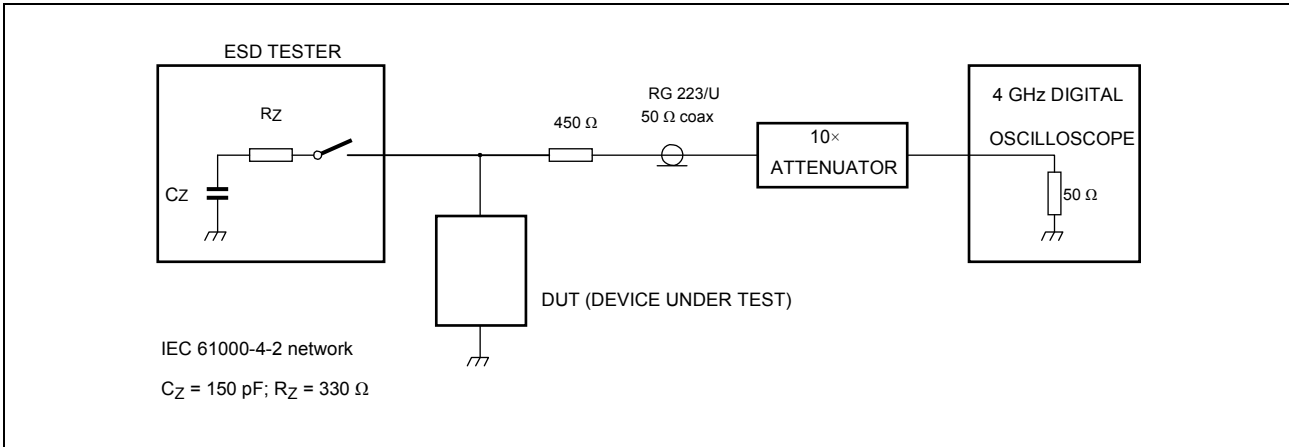 ESD TESTER
RZ
CZ
450 Ω
RG 223/U
50 Ω coax
10×
ATTENUATOR
4 GHz DIGITAL
OSCILLOSCOPE
50 Ω
DUT (DEVICE UNDER TEST)
IEC 61000-4-2 network
CZ = 150 pF; RZ = 330 Ω